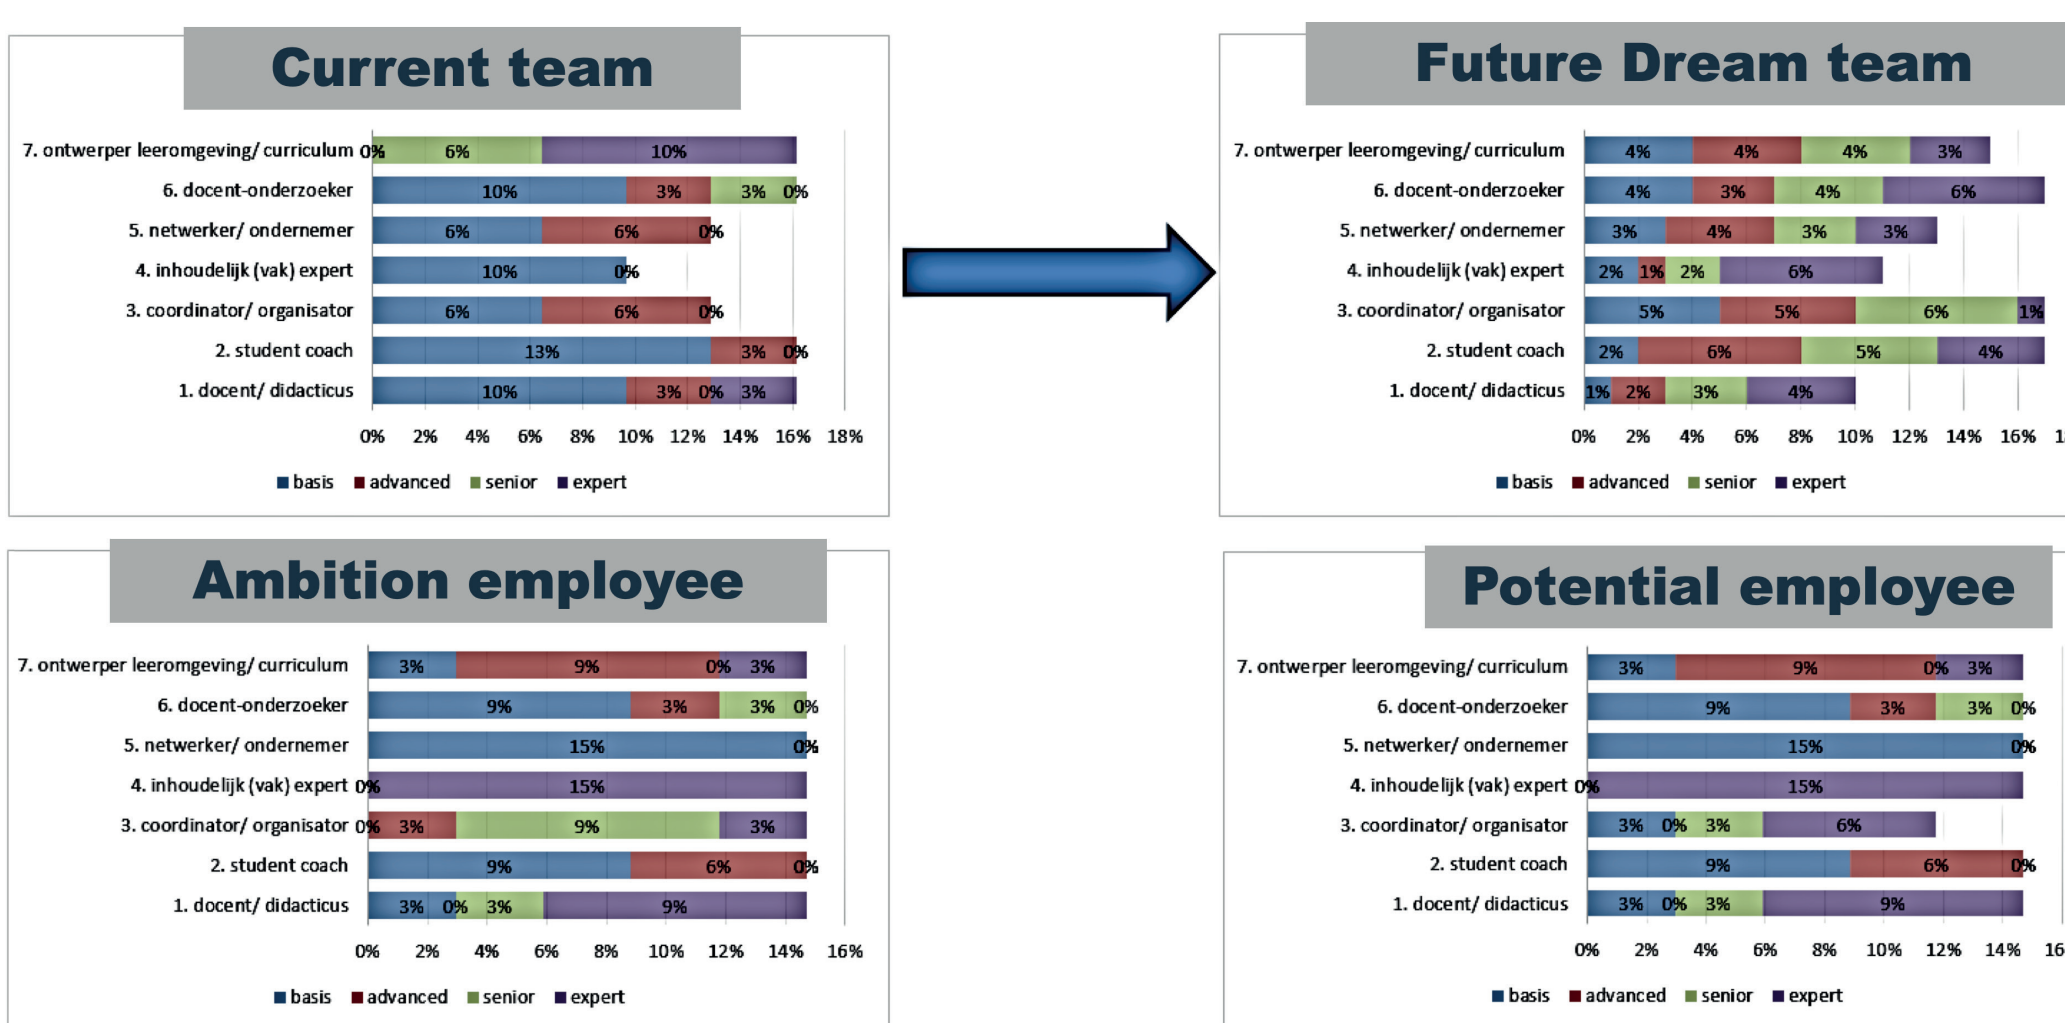 Current team
7. ontwerper leeromgeving/ curriculum 0% 6% 10%
6. docent-onderzoeker 10% 3% 3% 0%
5. netwerker/ ondernemer 6% 6% 0%
4. inhoudelijk (vak) expert 10% 0%
3. coordinator/ organisator 6% 6% 0%
2. student coach 13% 3% 0%
1. docent/ didacticus 10% 3% 0% 3%
0% 2% 4% 6% 8% 10% 12% 14% 16% 18%
basis advanced senior expert
Future Dream team
7. ontwerper leeromgeving/ curriculum 4% 4% 4% 3%
6. docent-onderzoeker 4% 3% 4% 6%
5. netwerker/ ondernemer 3% 4% 3% 3%
4. inhoudelijk (vak) expert 2% 1% 2% 6%
3. coordinator/ organisator 5% 5% 6% 1%
2. student coach 2% 6% 5% 4%
1. docent/ didacticus 1% 2% 3% 4%
0% 2% 4% 6% 8% 10% 12% 14% 16%
basis advanced senior expert
Ambition employee
7. ontwerper leeromgeving/ curriculum 3% 9% 0% 3%
6. docent-onderzoeker 9% 3% 3% 0%
5. netwerker/ ondernemer 15% 0%
4. inhoudelijk (vak) expert 0% 15%
3. coordinator/ organisator 0% 3% 9% 3%
2. student coach 9% 6% 0%
1. docent/ didacticus 3% 0% 3% 9%
0% 2% 4% 6% 8% 10% 12% 14% 16%
basis advanced senior expert
Potential employee
7. ontwerper leeromgeving/ curriculum 3% 9% 0% 3%
6. docent-onderzoeker 9% 3% 3% 0%
5. netwerker/ ondernemer 15% 0%
4. inhoudelijk (vak) expert 0% 15%
3. coordinator/ organisator 3% 0% 3% 6%
2. student coach 9% 6% 0%
1. docent/ didacticus 3% 0% 3% 9%
0% 2% 4% 6% 8% 10% 12% 14% 16
basis advanced senior expert